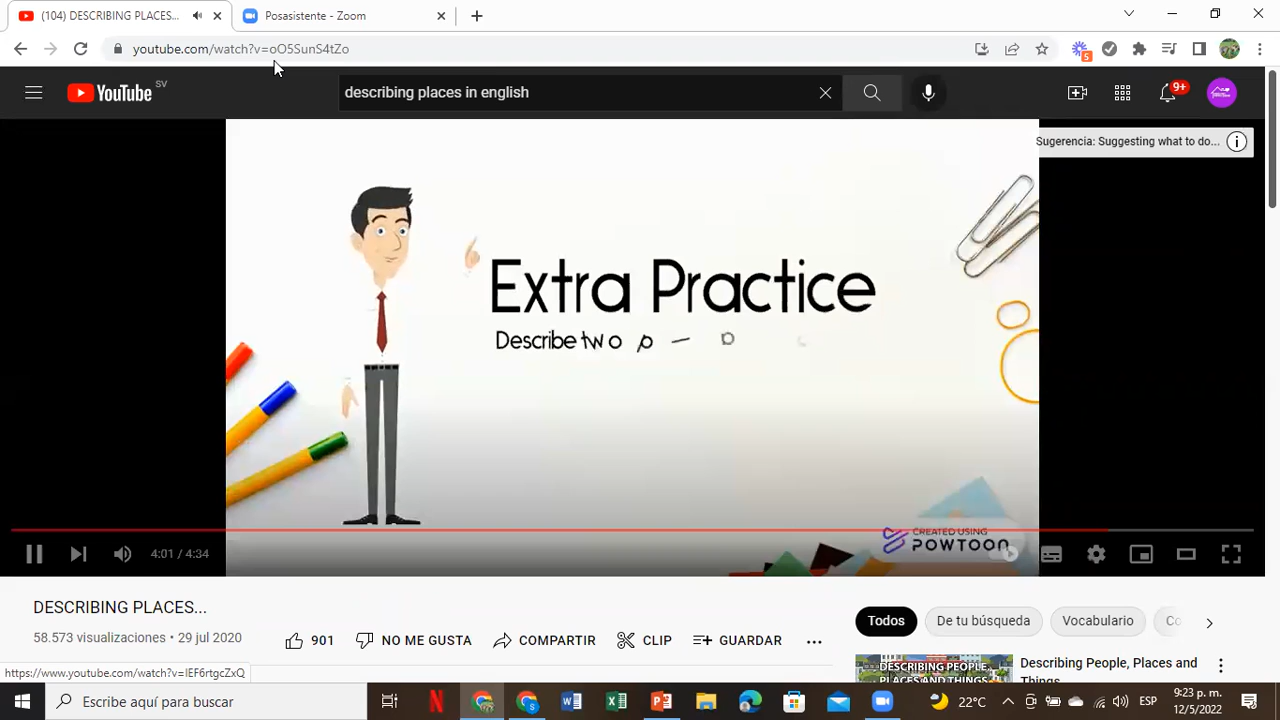 (104) DESCRIBING PLACES...
Posasistente - Zoom
youtube.com/watch?v=oO5SunS4tZo
5
YouTube
SV
describing places in english
9+
Sugerencia: Suggesting what to do...
Extra Practice
Describe two p
CREATED USING
POWTOON
4:01 / 4:34
DESCRIBING PLACES...
58.573 visualizaciones • 29 jul 2020
901
NO ME GUSTA
COMPARTIR
CLIP
GUARDAR
Todos
De tu búsqueda
Vocabulario
Co
DESCRIBING PEOPLE,
PLACES AND THINGS
Describing People, Places and
Things
https://www.youtube.com/watch?v=IEF6rtgcZxQ
Escribe aquí para buscar
22°C
ESP
9:23 p. m.
12/5/2022